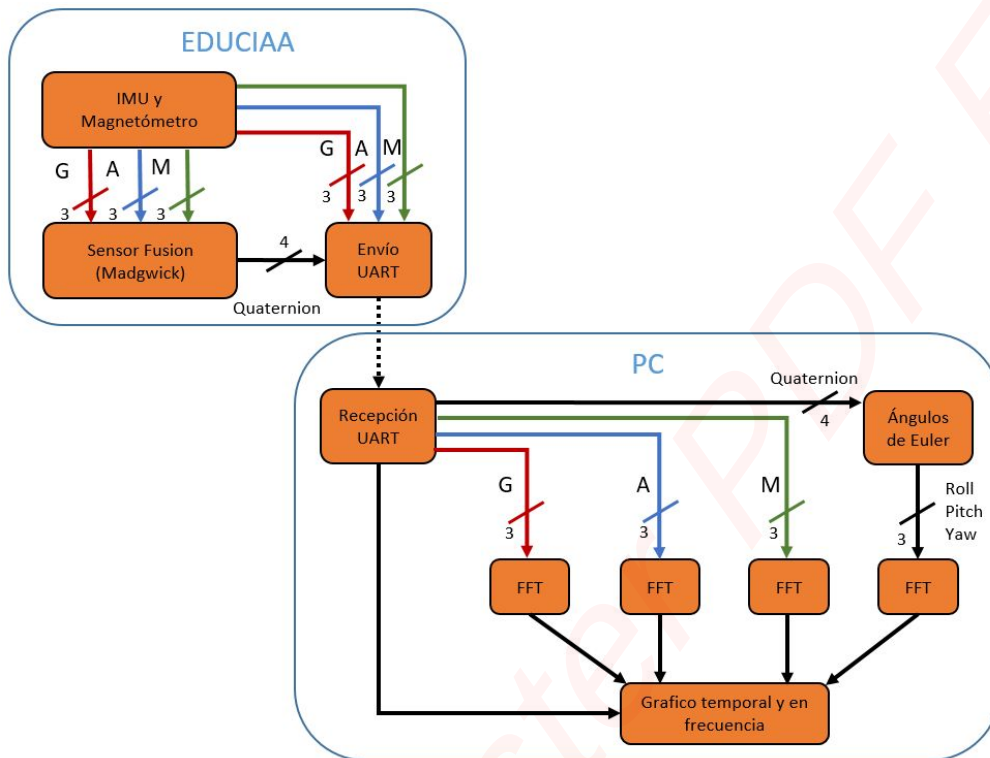 EDUCIAA
IMU y
Magnetómetro
G A M
3 3 3
G A M
3 3 3
Sensor Fusion
(Madgwick)
4
Quaternion
Envío
UART
PC
Recepción
UART
Quaternion
4
Ángulos
de Euler
G
3
A
3
M
3
Roll
Pitch
Yaw
3
FFT
FFT
FFT
FFT
Grafico temporal y en
frecuencia
ster PDF